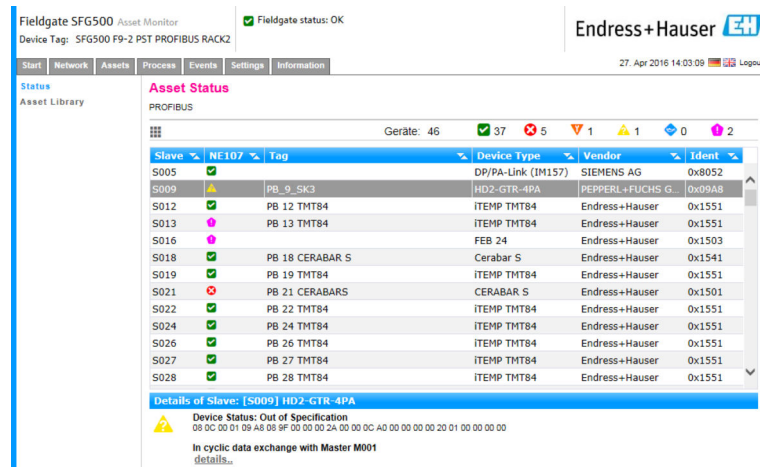 Fieldgate SFG500 Asset Monitor
Device Tag: SFG500 F9-2
PST PROFIBUS RACK2
Fieldgate status: OK
Endress+Hauser EH
Start Network Assets Process Events Settings Information
27. Apr 2016 14:03:09 Logou
Status
Asset Library
Asset Status
PROFIBUS
Geräte: 46 37 5 1 1 0 2
Slave NE107 Tag Device Type Vendor Ident
S005 DP/PA-Link (IM157) SIEMENS AG 0x8052
S009 PB_9_SK3 HD2-GTR-4PA PEPPERL+FUCHS G... 0x09A8
S012 PB 12 TMT84 iTEMP TMT84 Endress+Hauser 0x1551
S013 PB 13 TMT84 iTEMP TMT84 Endress+Hauser 0x1551
S016 FEB 24 Endress+Hauser 0x1503
S018 PB 18 CERABAR S Cerabar S Endress+Hauser 0x1541
S019 PB 19 TMT84 iTEMP TMT84 Endress+Hauser 0x1551
S021 PB 21 CERABARS CERABAR S Endress+Hauser 0x1501
S022 PB 22 TMT84 iTEMP TMT84 Endress+Hauser 0x1551
S024 PB 24 TMT84 iTEMP TMT84 Endress+Hauser 0x1551
S026 PB 26 TMT84 iTEMP TMT84 Endress+Hauser 0x1551
S027 PB 27 TMT84 iTEMP TMT84 Endress+Hauser 0x1551
S028 PB 28 TMT84 iTEMP TMT84 Endress+Hauser 0x1551
Details of Slave: [S009] HD2-GTR-4PA
Device Status: Out of Specification
08 0C 00 01 09 A8 08 9F 00 00 00 2A 00 00 0C A0 00 00 00 00 20 01 00 00 00 00
In cyclic data exchange with Master M001
details..